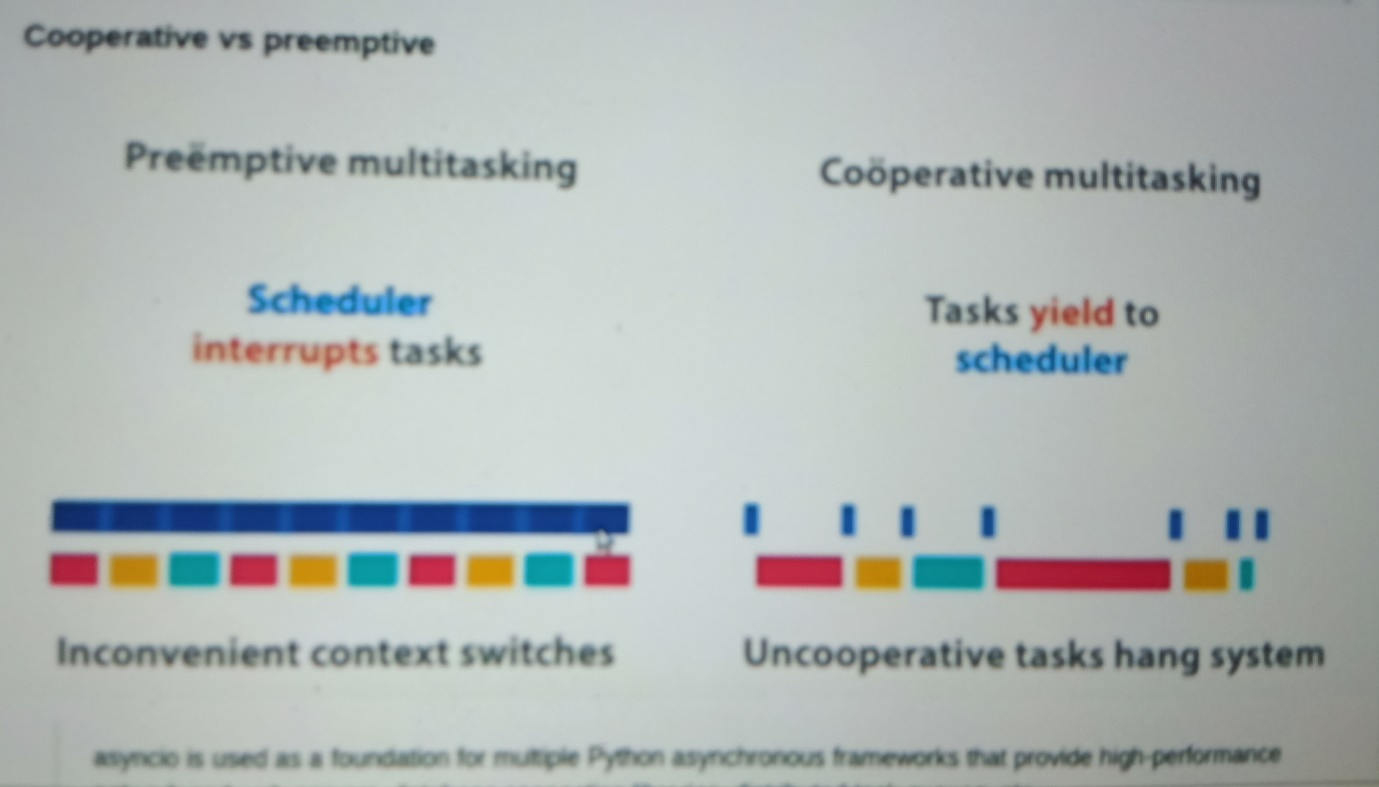 Cooperative vs preemptive
Preëmptive multitasking
Scheduler
interrupts tasks
Inconvenient context switches
Coöperative multitasking
Tasks yield to
scheduler
Uncooperative tasks hang system
asyncio is used as a foundation for multiple Python asynchronous frameworks that provide high-performance